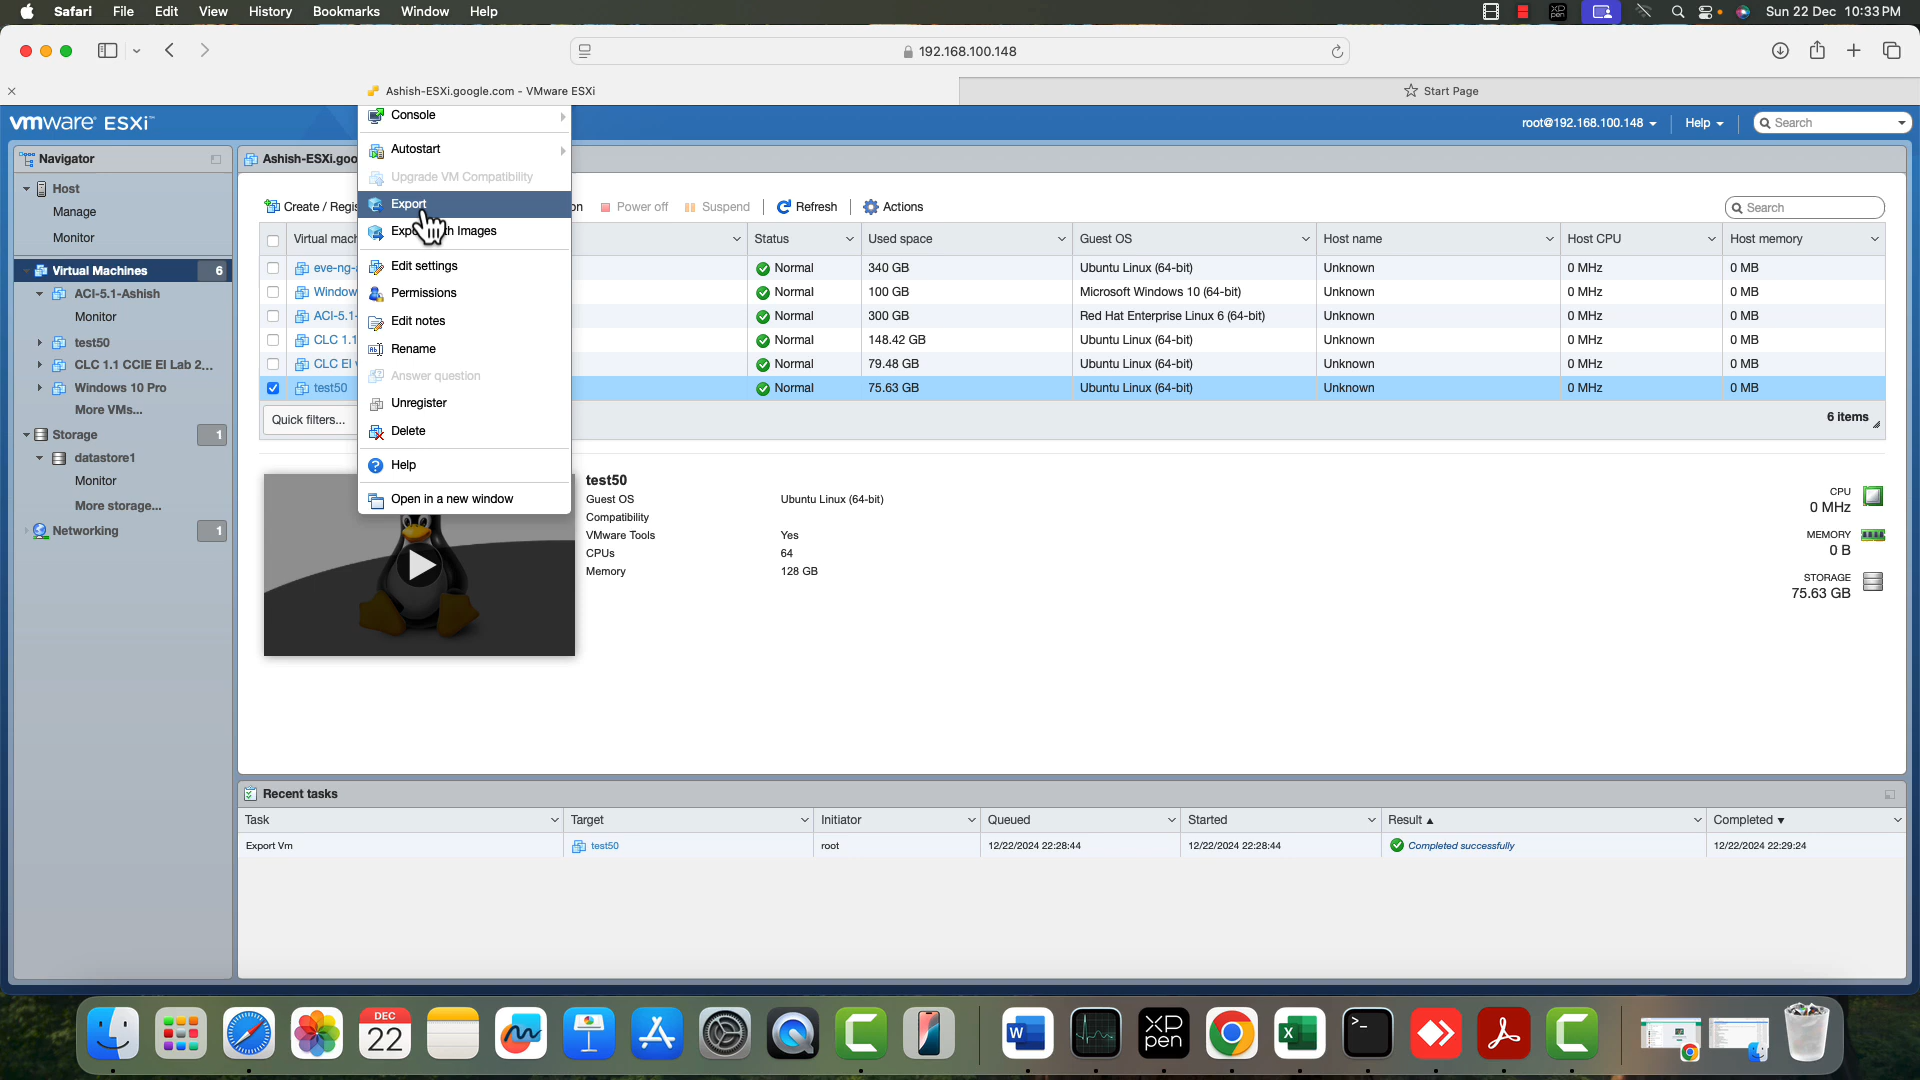 Safari File Edit View History Bookmarks Window Help
XP pen
Sun 22 Dec 10:33 PM
192.168.100.148
Ashish-ESXi.google.com - VMware ESXi
Start Page
vmware ESXi
root@192.168.100.148 Help Search
Navigator
Host
Manage
Monitor
Virtual Machines 6
ACI-5.1-Ashish
Monitor
test50
CLC 1.1 CCIE EI Lab 2...
Windows 10 Pro
More VMs...
Storage 1
datastore1
Monitor
More storage...
Networking 1
Ashish-ESXi.goo
Console
Autostart
Upgrade VM Compatibility
Export
Edit settings
Permissions
Edit notes
Rename
Answer question
Unregister
Delete
Help
Open in a new window
Create / Regis Power off Suspend Refresh Actions Search
Virtual mach Status Used space Guest OS Host name Host CPU Host memory
eve-ng- Normal 340 GB Ubuntu Linux (64-bit) Unknown 0 MHz 0 MB
Window Normal 100 GB Microsoft Windows 10 (64-bit) Unknown 0 MHz 0 MB
ACI-5.1- Normal 300 GB Red Hat Enterprise Linux 6 (64-bit) Unknown 0 MHz 0 MB
CLC 1.1 Normal 148.42 GB Ubuntu Linux (64-bit) Unknown 0 MHz 0 MB
CLC EI Normal 79.48 GB Ubuntu Linux (64-bit) Unknown 0 MHz 0 MB
test50 Normal 75.63 GB Ubuntu Linux (64-bit) Unknown 0 MHz 0 MB
Quick filters... 6 items
test50
Guest OS Ubuntu Linux (64-bit)
Compatibility
VMware Tools Yes
CPUs 64
Memory 128 GB
CPU
0 MHz
MEMORY
0 B
STORAGE
75.63 GB
Recent tasks
Task Target Initiator Queued Started Result Completed
Export Vm test50 root 12/22/2024 22:28:44 12/22/2024 22:28:44 Completed successfully 12/22/2024 22:29:24
DEC
22
W
XP
pen
X